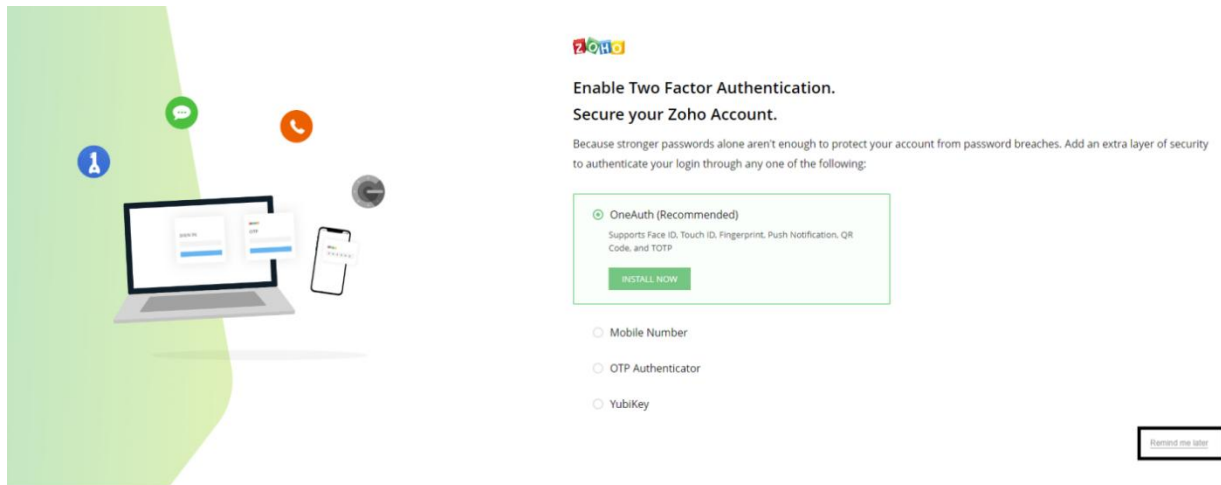 ZOHO
Enable Two Factor Authentication.
Secure your Zoho Account.
Because stronger passwords alone aren't enough to protect your account from password breaches. Add an extra layer of security
to authenticate your login through any one of the following:
OneAuth (Recommended)
Supports Face ID, Touch ID, Fingerprint, Push Notification, QR
Code, and TOTP
INSTALL NOW
Mobile Number
OTP Authenticator
YubiKey
Remind me later
SIGN IN
OTP